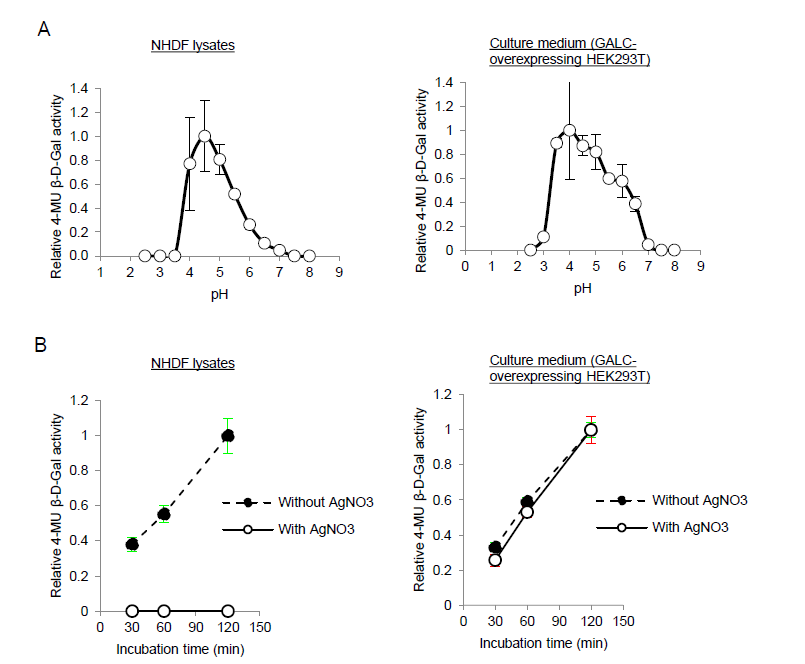 A
NHDF lysates
Culture medium (GALC-
overexpressing HEK293T)
Relative 4-MU β-D-Gal activity
1.4
1.2
1.0
0.8
0.6
0.4
0.2
0.0
1 2 3 4 5 6 7 8 9
pH
Relative 4-MU β-D-Gal activity
1.4
1.2
1
0.8
0.6
0.4
0.2
0
0 1 2 3 4 5 6 7 8 9
pH
B
NHDF lysates
Culture medium (GALC-
overexpressing HEK293T)
Relative 4-MU β-D-Gal activity
1.2
1
0.8
0.6
0.4
0.2
0
0 30 60 90 120 150
Incubation time (min)
Without AgNO3
With AgNO3
Relative 4-MU β-D-Gal activity
1.2
1
0.8
0.6
0.4
0.2
0
0 30 60 90 120 150
Incubation time (min)
Without AgNO3
With AgNO3